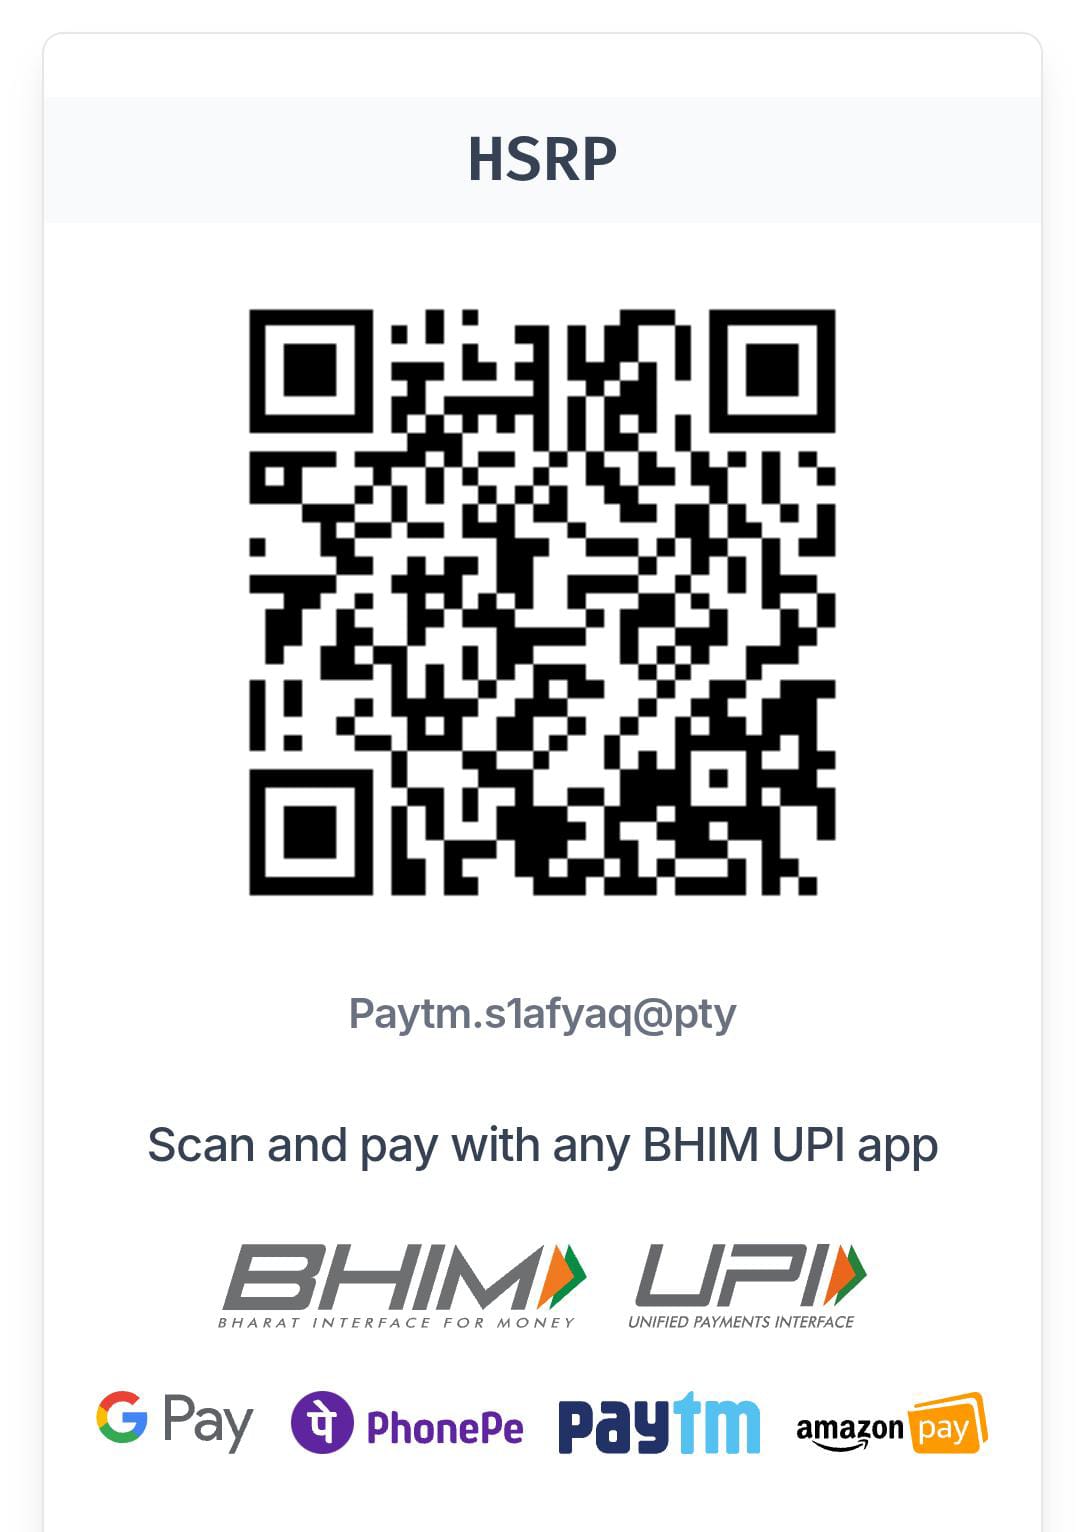 HSRP
Paytm.s1afyaq@pty
Scan and pay with any BHIM UPI app
BHIM UPI
BHARAT INTERFACE FOR MONEY UNIFIED PAYMENTS INTERFACE
G Pay पे PhonePe paytm amazon pay